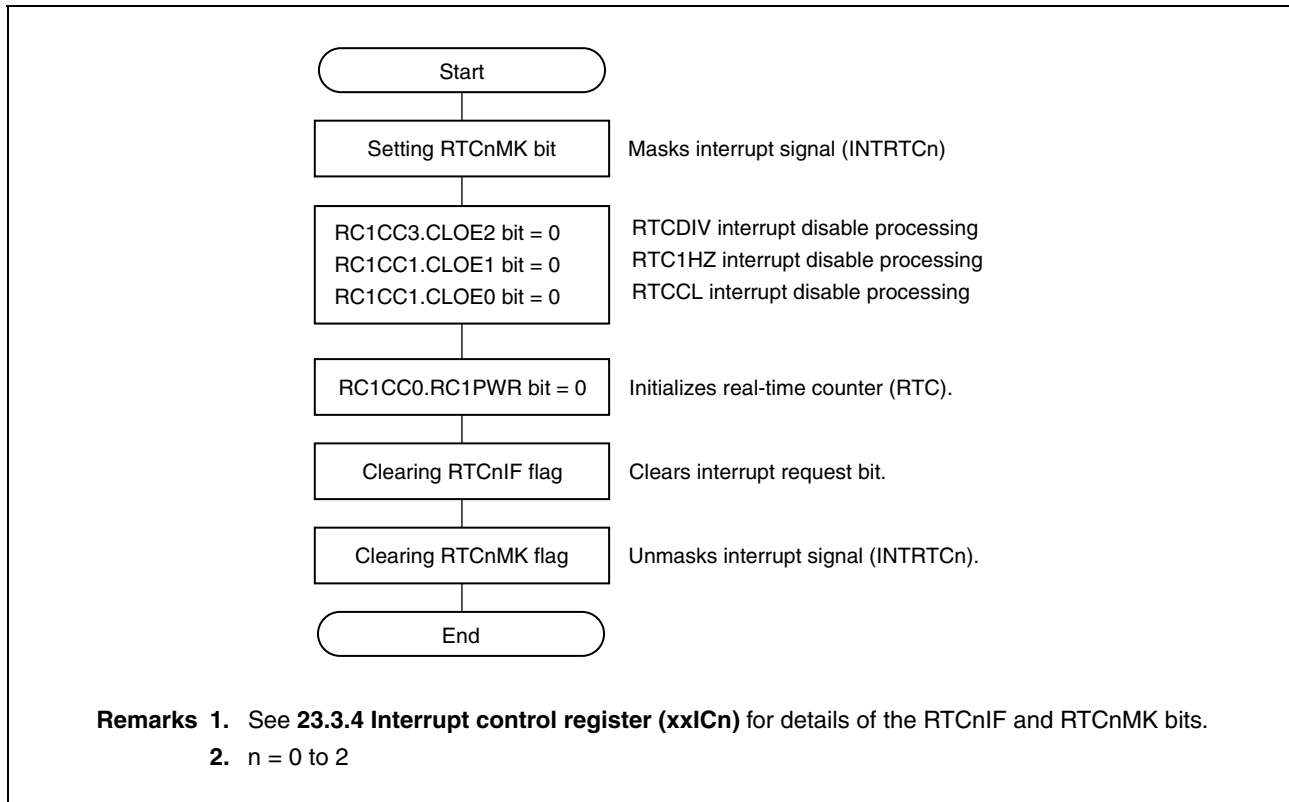 Start
Setting RTCnMK bit Masks interrupt signal (INTRTCn)
RC1CC3.CLOE2 bit = 0 RTCDIV interrupt disable processing
RC1CC1.CLOE1 bit = 0 RTC1HZ interrupt disable processing
RC1CC1.CLOE0 bit = 0 RTCCL interrupt disable processing
RC1CC0.RC1PWR bit = 0 Initializes real-time counter (RTC).
Clearing RTCnIF flag Clears interrupt request bit.
Clearing RTCnMK flag Unmasks interrupt signal (INTRTCn).
End
Remarks 1. See 23.3.4 Interrupt control register (xxICn) for details of the RTCnIF and RTCnMK bits.
2. n = 0 to 2